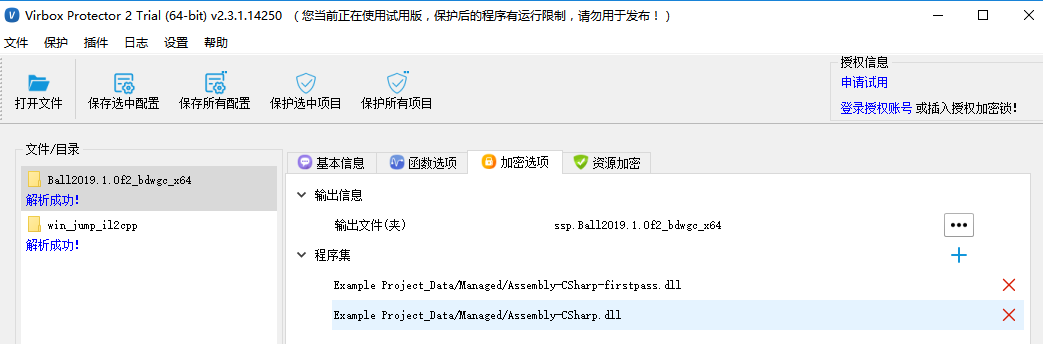 Virbox Protector 2 Trial (64-bit) v2.3.1.14250 （您当前正在使用试用版，保护后的程序有运行限制，请勿用于发布！）
文件 保护 插件 日志 设置 帮助
打开文件 保存选中配置 保存所有配置 保护选中项目 保护所有项目
授权信息
申请试用
登录授权账号 或插入授权加密锁!
文件/目录
Ball2019.1.0f2_bdwgc_x64
解析成功!
win_jump_il2cpp
解析成功!
基本信息 函数选项 加密选项 资源加密
输出信息
输出文件(夹) ssp.Ball2019.1.0f2_bdwgc_x64
程序集
Example Project_Data/Managed/Assembly-CSharp-firstpass.dll
Example Project_Data/Managed/Assembly-CSharp.dll